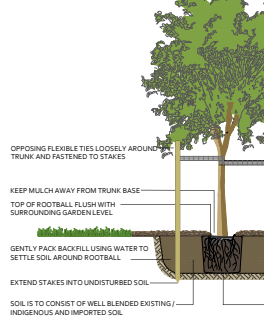 OPPOSING FLEXIBLE TIES LOOSELY AROUND
TRUNK AND FASTENED TO STAKES
KEEP MULCH AWAY FROM TRUNK BASE
TOP OF ROOTBALL FLUSH WITH
SURROUNDING GARDEN LEVEL
GENTLY PACK BACKFILL USING WATER TO
SETTLE SOIL AROUND ROOTBALL
EXTEND STAKES INTO UNDISTURBED SOIL
SOIL IS TO CONSIST OF WELL BLENDED EXISTING /
INDIGENOUS AND IMPORTED SOIL